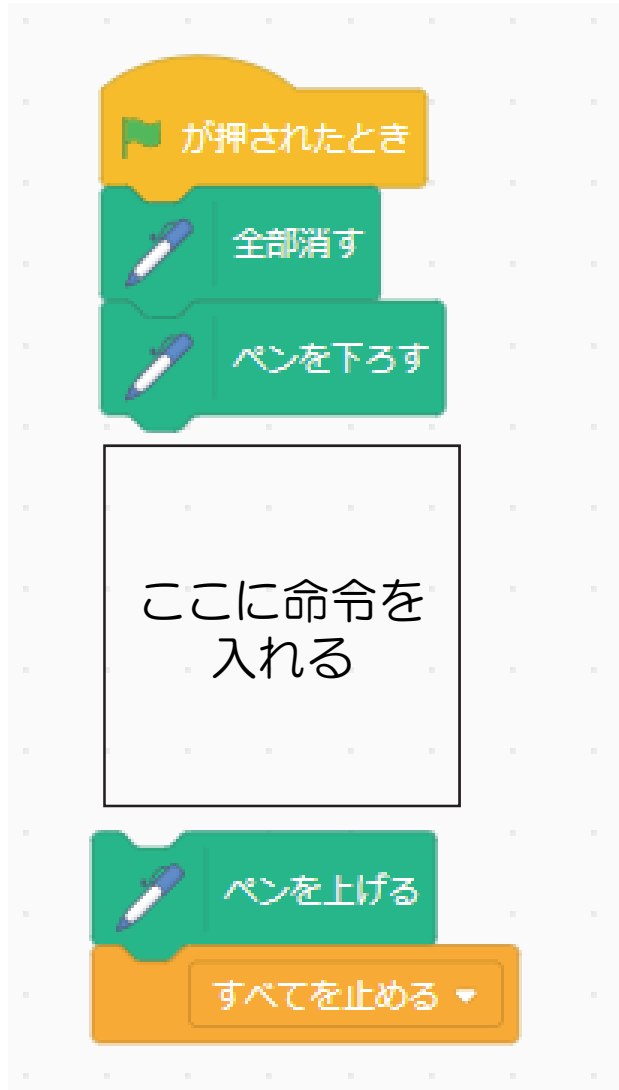 が押されたとき
全部消す
ペンを下ろす
ここに命令を
入れる
ペンを上げる
すべてを止める